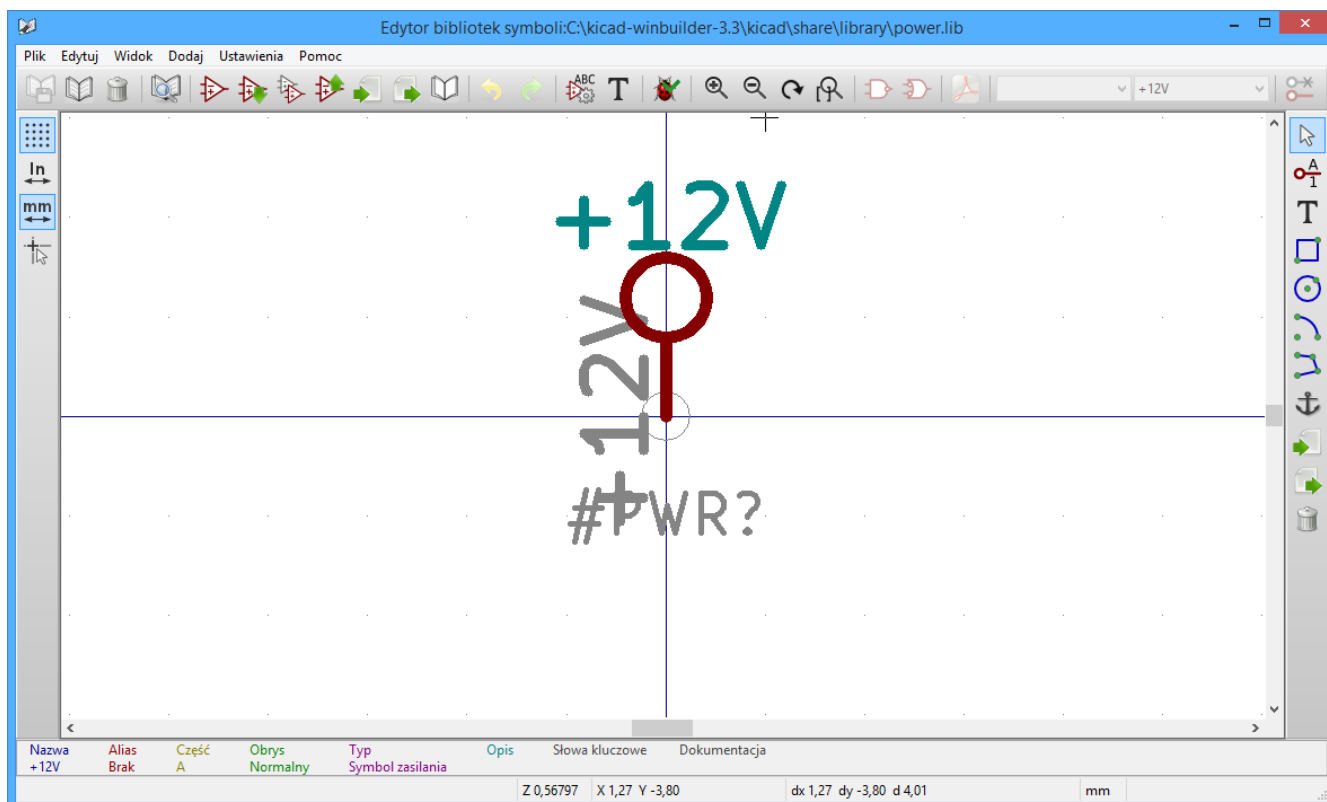 Edytor bibliotek symboli:C:\kicad-winbuilder-3.3\kicad\share\library\power.lib
Plik Edytuj Widok Dodaj Ustawienia Pomoc
ABC T +12V
In
mm
A
1
T
+12V
+12V
#PWR?
Nazwa Alias Część Obrys Typ Opis Słowa kluczowe Dokumentacja
+12V Brak A Normalny Symbol zasilania
Z 0,56797 X 1,27 Y -3,80 dx 1,27 dy -3,80 d 4,01 mm